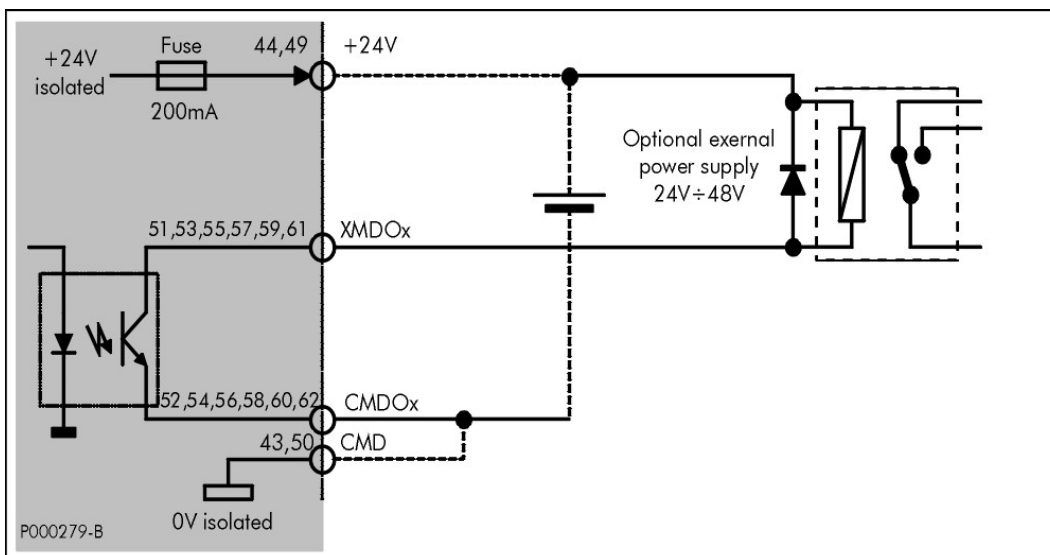 +24V
isolated
Fuse
200mA
44,49
+24V
Optional exernal
power supply
24V÷48V
51,53,55,57,59,61
XMDOx
52,54,56,58,60,62
CMDOx
43,50
CMD
0V isolated
P000279-B